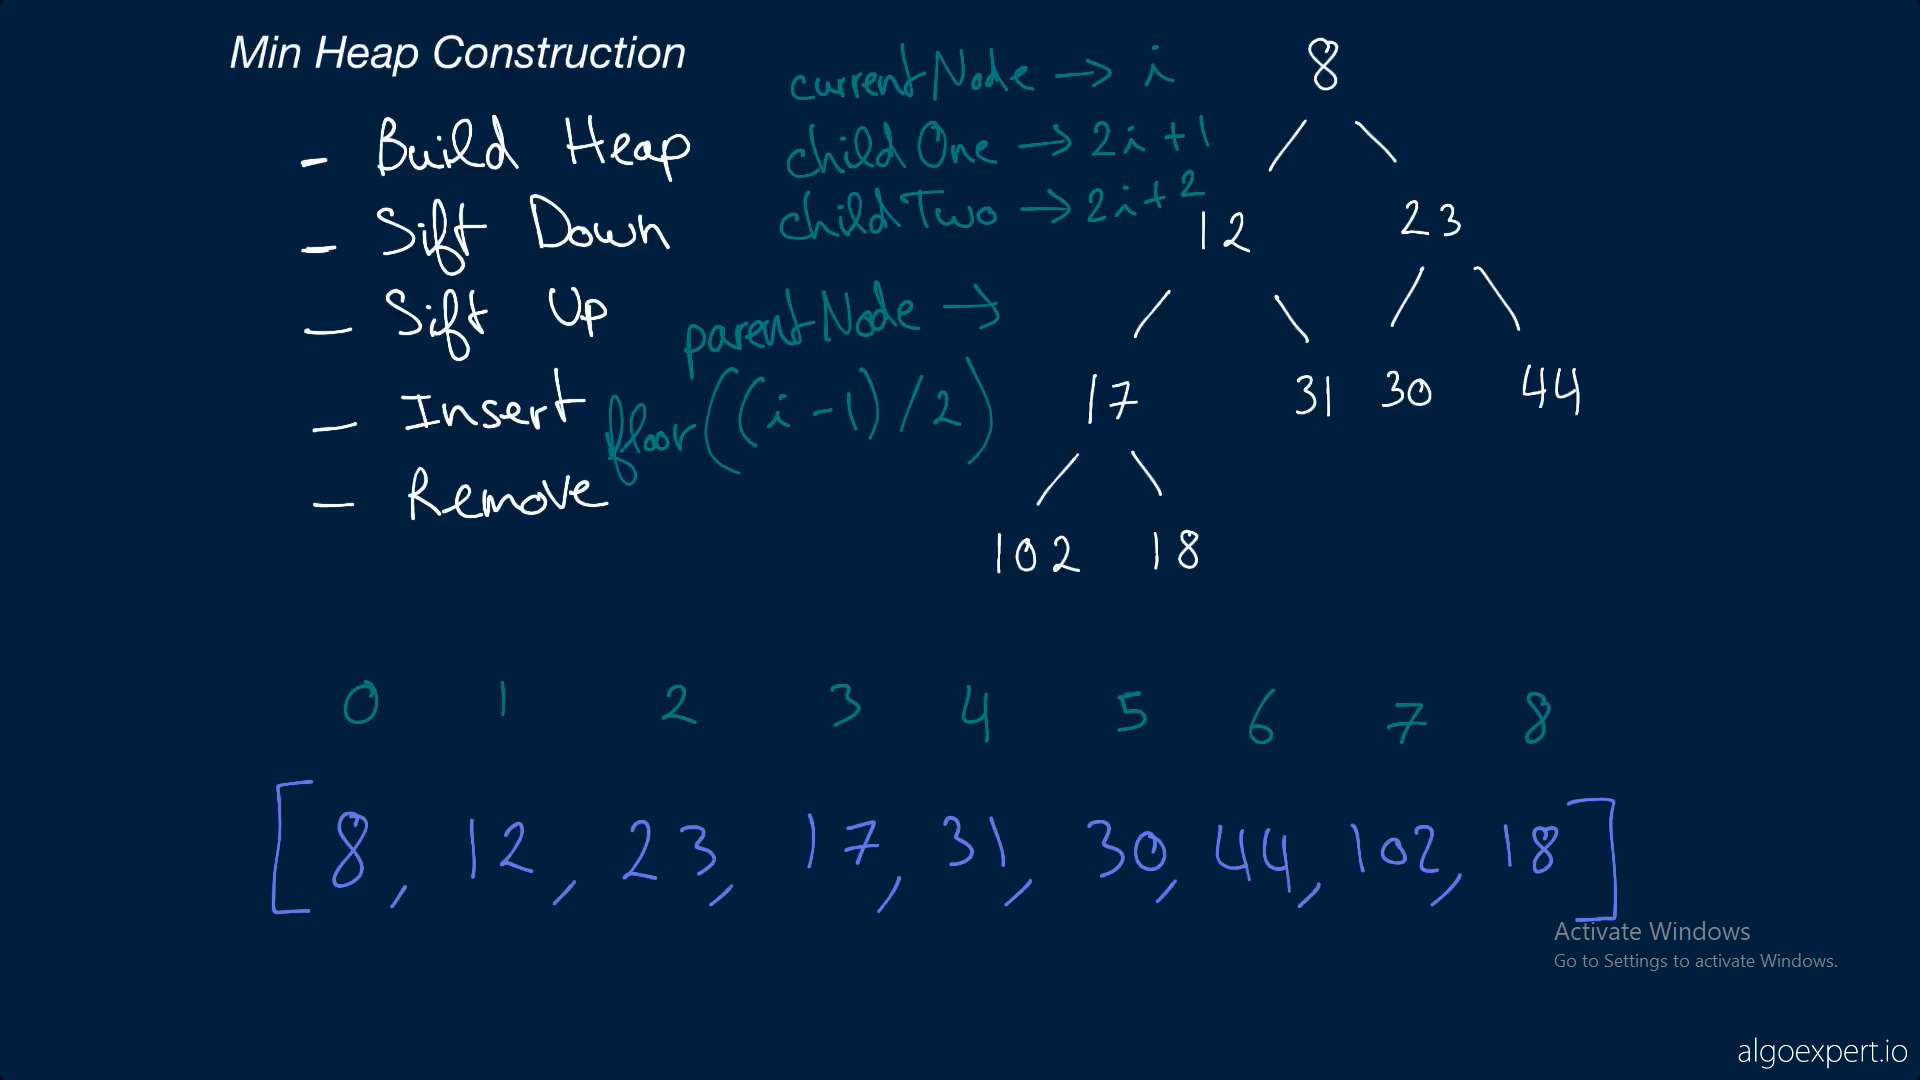 Min Heap Construction
- Build Heap
- Sift Down
- Sift Up
- Insert
- Remove
currentNode → i
childOne → 2i+1
childTwo → 2i+2
parentNode →
floor((i-1)/2)
8
12 23
17 31 30 44
102 18
0 1 2 3 4 5 6 7 8
[8, 12, 23, 17, 31, 30, 44, 102, 18]
Activate Windows
Go to Settings to activate Windows.
algoexpert.io